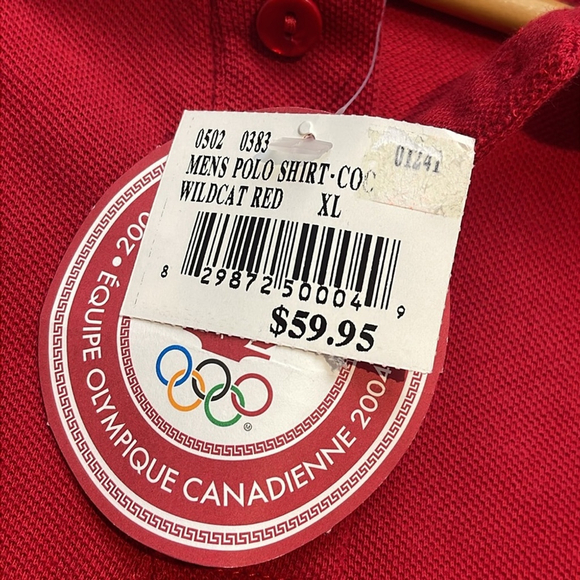 0502 0383
01241
MENS POLO SHIRT-COC
WILDCAT RED XL
8 29872 50004 9
$59.95
• ÉQUIPE OLYMPIQUE CANADIENNE 2004
200
M